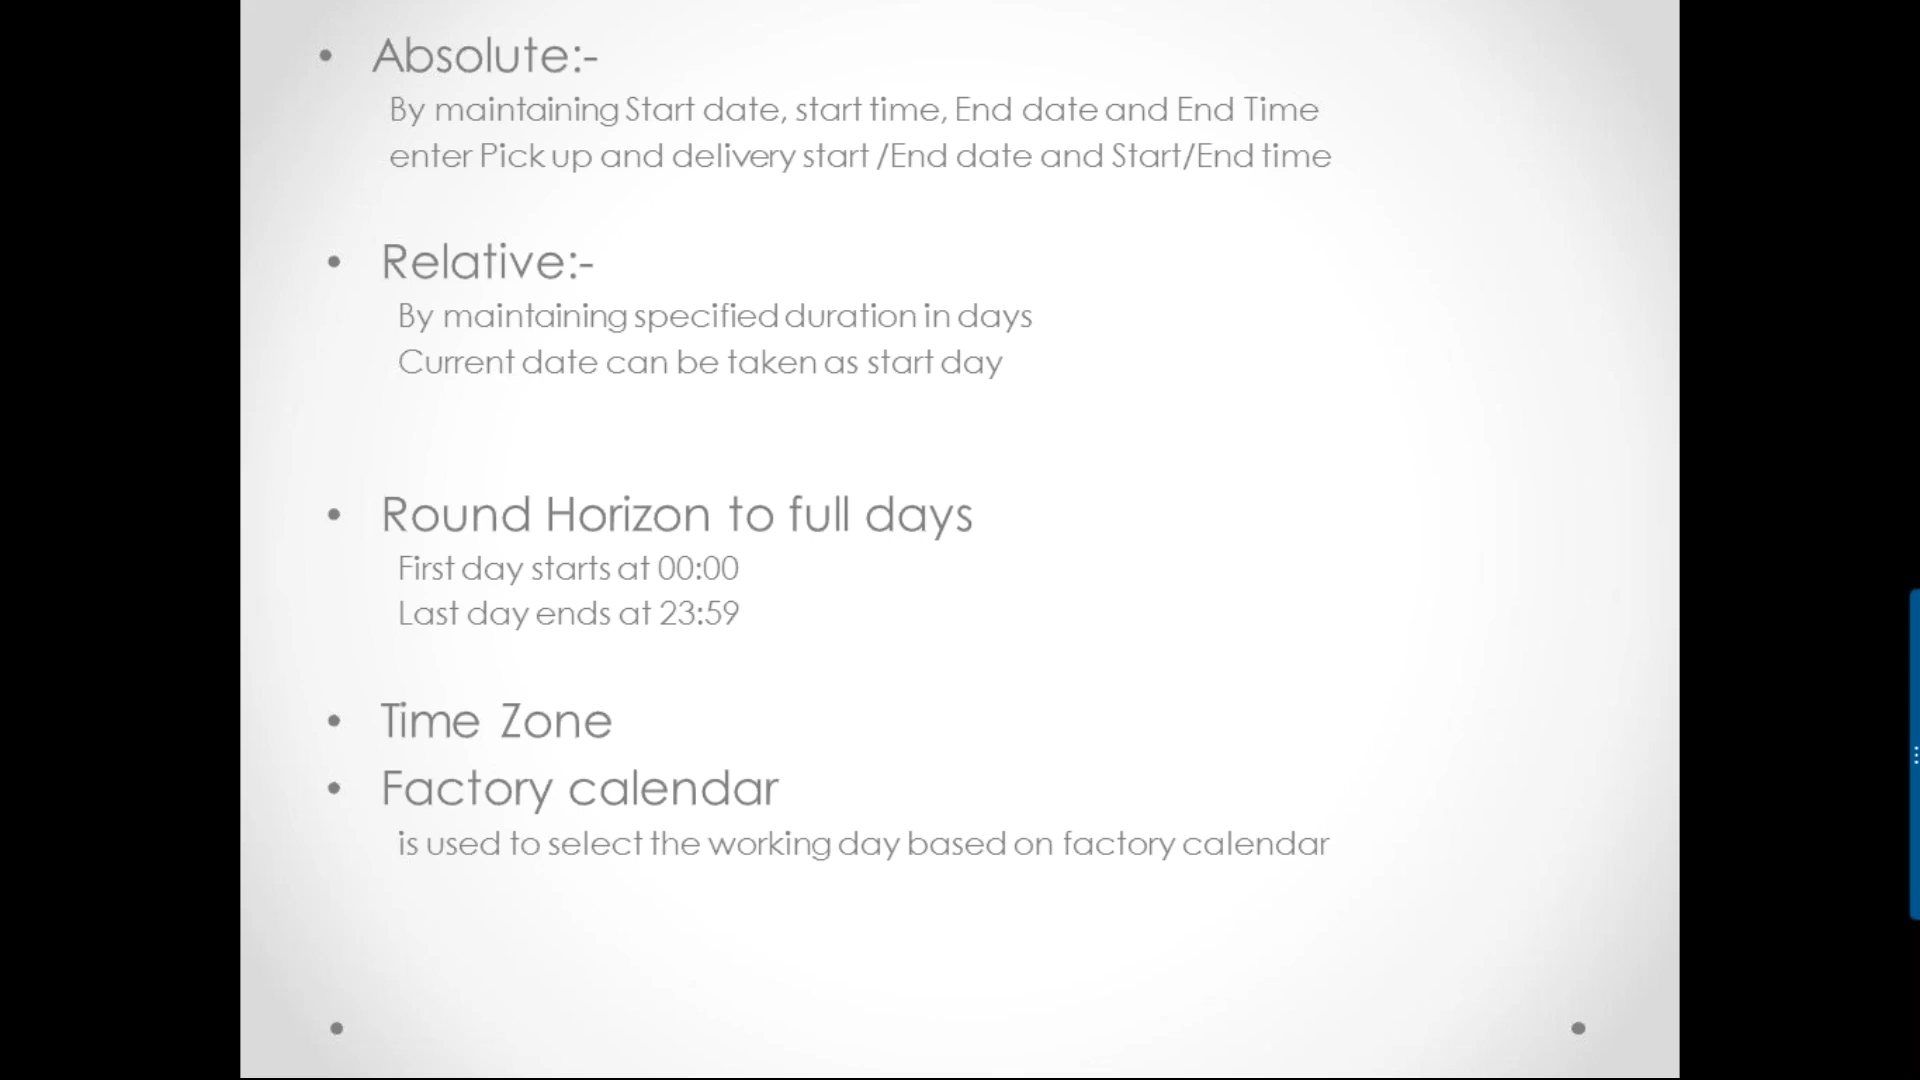 • Absolute:-
By maintaining Start date, start time, End date and End Time
enter Pick up and delivery start /End date and Start/End time
• Relative:-
By maintaining specified duration in days
Current date can be taken as start day
• Round Horizon to full days
First day starts at 00:00
Last day ends at 23:59
• Time Zone
• Factory calendar
is used to select the working day based on factory calendar